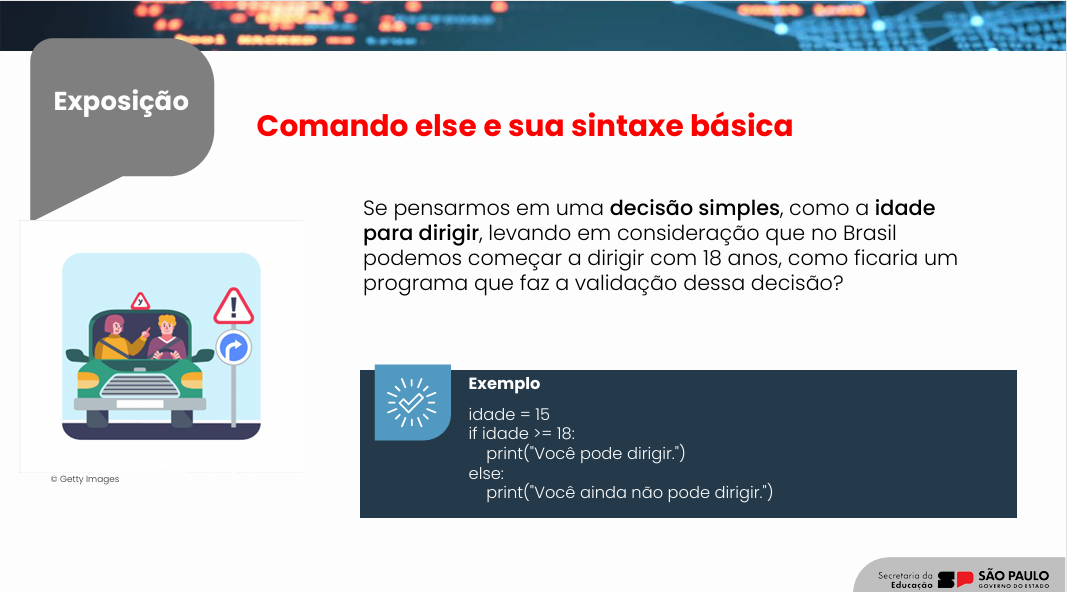 Exposição
Comando else e sua sintaxe básica
Se pensarmos em uma decisão simples, como a idade
para dirigir, levando em consideração que no Brasil
podemos começar a dirigir com 18 anos, como ficaria um
programa que faz a validação dessa decisão?
© Getty Images
Exemplo
idade = 15
if idade >= 18:
    print("Você pode dirigir.")
else:
    print("Você ainda não pode dirigir.")
Secretaria da
Educação
SÃO PAULO
GOVERNO DO ESTADO